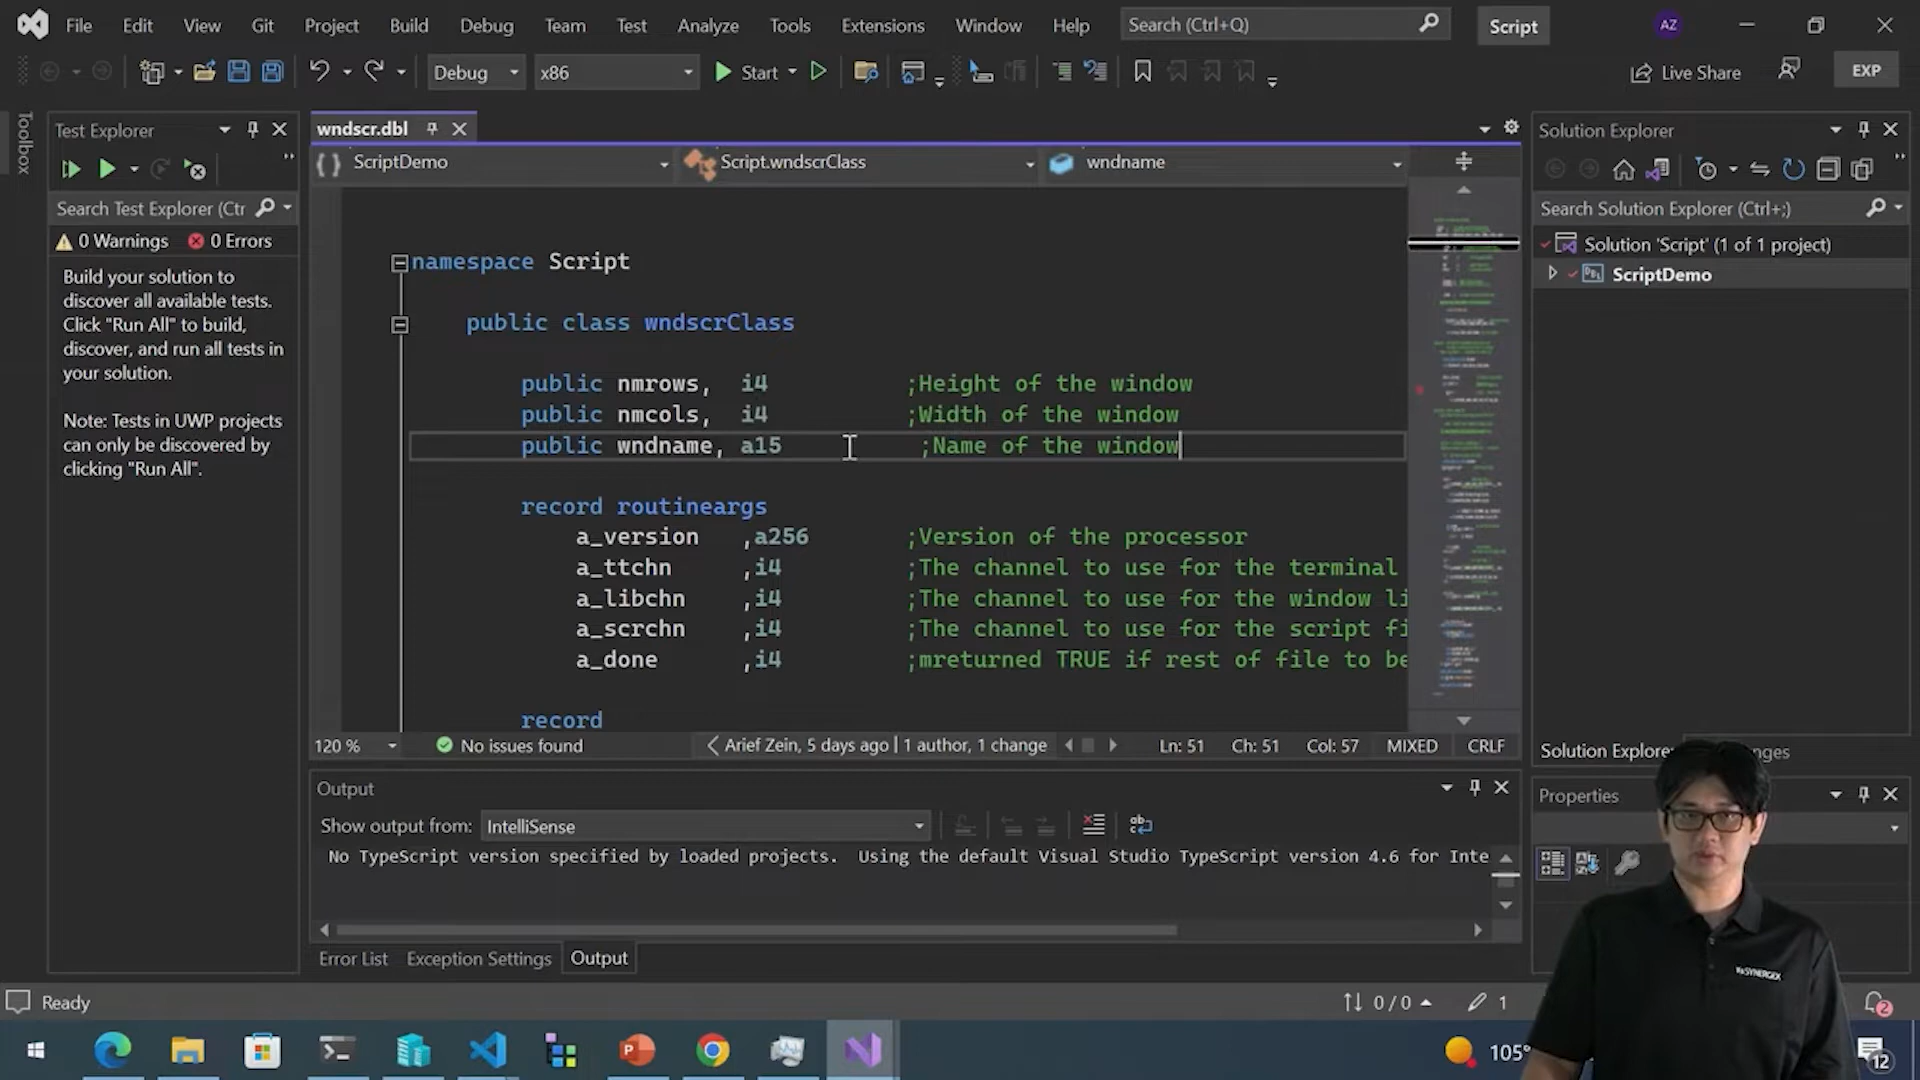 File Edit View Git Project Build Debug Team Test Analyze Tools Extensions Window Help Search (Ctrl+Q) Script AZ
Debug x86 Start Live Share EXP
Toolbox
Test Explorer
Search Test Explorer (Ctr
0 Warnings 0 Errors
Build your solution to
discover all available tests.
Click "Run All" to build,
discover, and run all tests in
your solution.
Note: Tests in UWP projects
can only be discovered by
clicking "Run All".
wndscr.dbl
ScriptDemo Script.wndscrClass wndname
namespace Script
public class wndscrClass
public nmrows, i4 ;Height of the window
public nmcols, i4 ;Width of the window
public wndname, a15 ;Name of the window
record routineargs
a_version ,a256 ;Version of the processor
a_ttchn ,i4 ;The channel to use for the terminal
a_libchn ,i4 ;The channel to use for the window li
a_scrchn ,i4 ;The channel to use for the script fi
a_done ,i4 ;mreturned TRUE if rest of file to be
record
120 % No issues found Arief Zein, 5 days ago | 1 author, 1 change Ln: 51 Ch: 51 Col: 57 MIXED CRLF
Output
Show output from: IntelliSense
No TypeScript version specified by loaded projects. Using the default Visual Studio TypeScript version 4.6 for Inte
Error List Exception Settings Output
Solution Explorer
Search Solution Explorer (Ctrl+;)
Solution 'Script' (1 of 1 project)
DBL ScriptDemo
Solution Explorer
Properties
SYNERGEX
Ready 0 / 0 1 2
105° 12